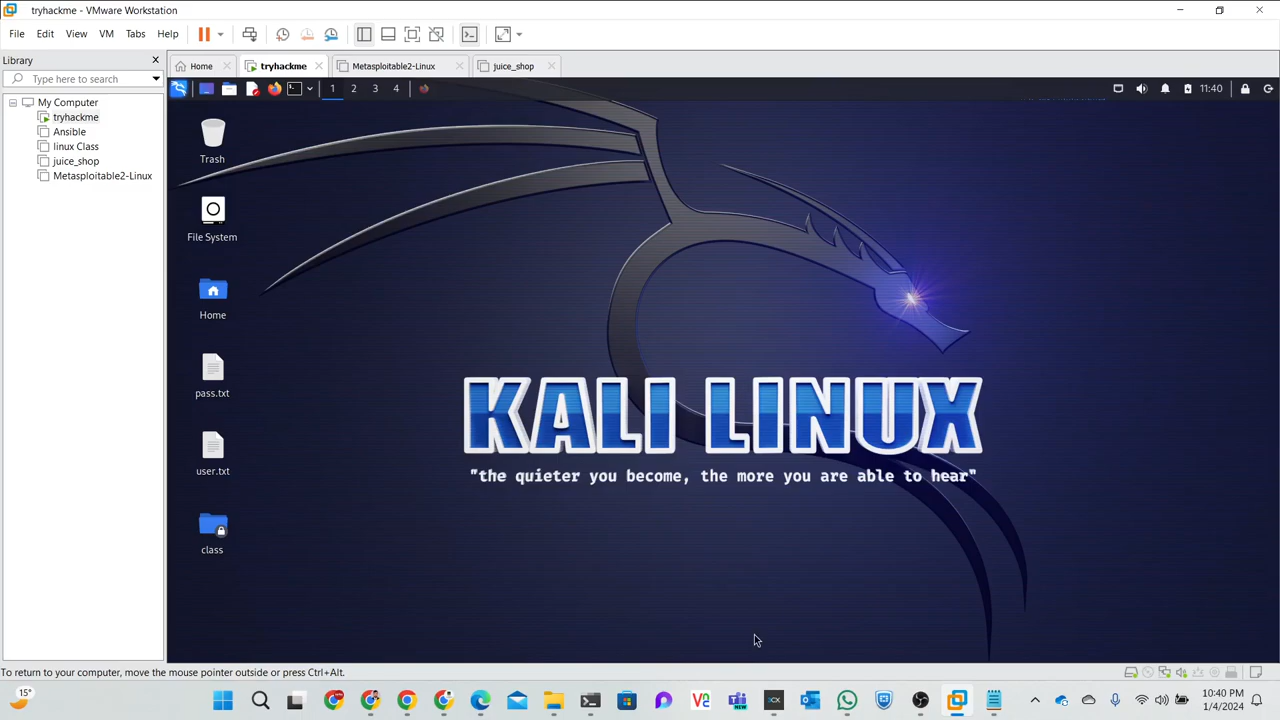 tryhackme - VMware Workstation
File Edit View VM Tabs Help
Library
Type here to search
My Computer
tryhackme
Ansible
linux Class
juice_shop
Metasploitable2-Linux
Home tryhackme Metasploitable2-Linux juice_shop
1 2 3 4 11:40
Trash
File System
Home
pass.txt
user.txt
class
KALI LINUX
"the quieter you become, the more you are able to hear"
To return to your computer, move the mouse pointer outside or press Ctrl+Alt.
15°
NEW
10:40 PM
1/4/2024